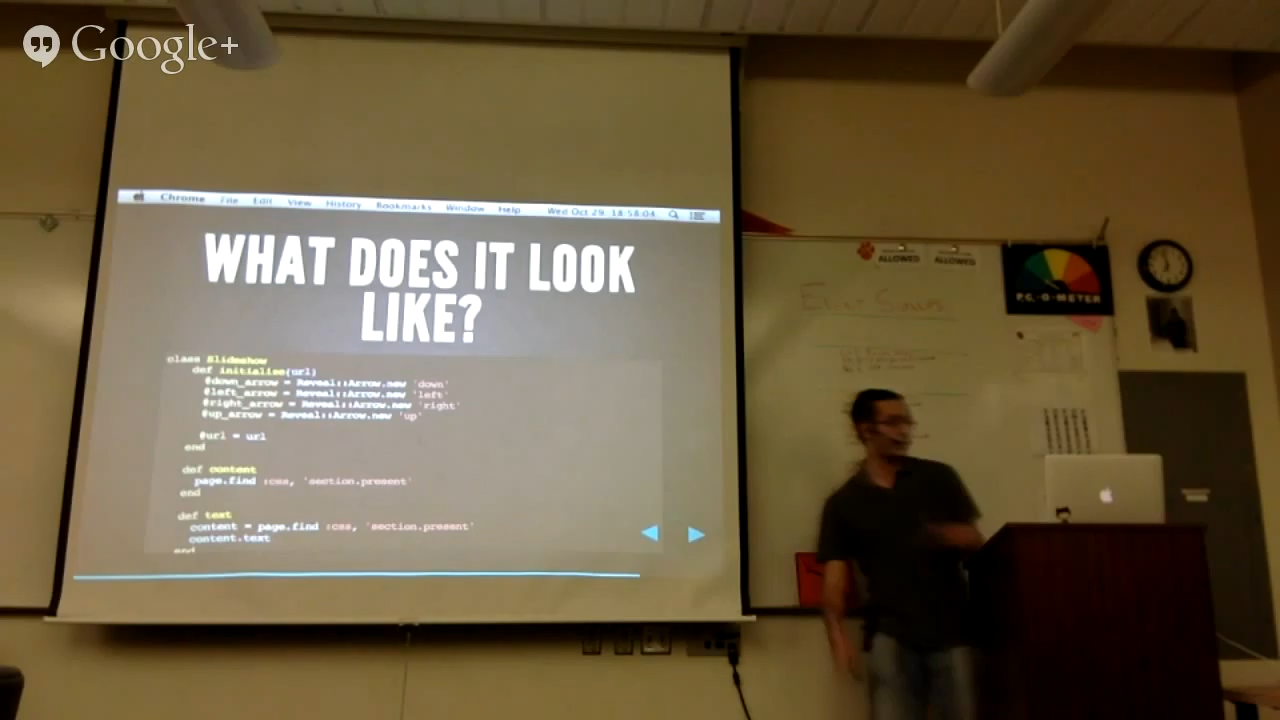 Google+
Chrome File Edit View History Bookmarks Window Help Wed Oct 29 18:58:04
WHAT DOES IT LOOK
LIKE?
class Slideshow
def initialize(url)
@down_arrow = Reveal::Arrow.new 'down'
@left_arrow = Reveal::Arrow.new 'left'
@right_arrow = Reveal::Arrow.new 'right'
@up_arrow = Reveal::Arrow.new 'up'
@url = url
end
def content
page.find :css, 'section.present'
end
def text
content = page.find :css, 'section.present'
content.text
end
ALLOWED
ALLOWED
P.C.-O-METER